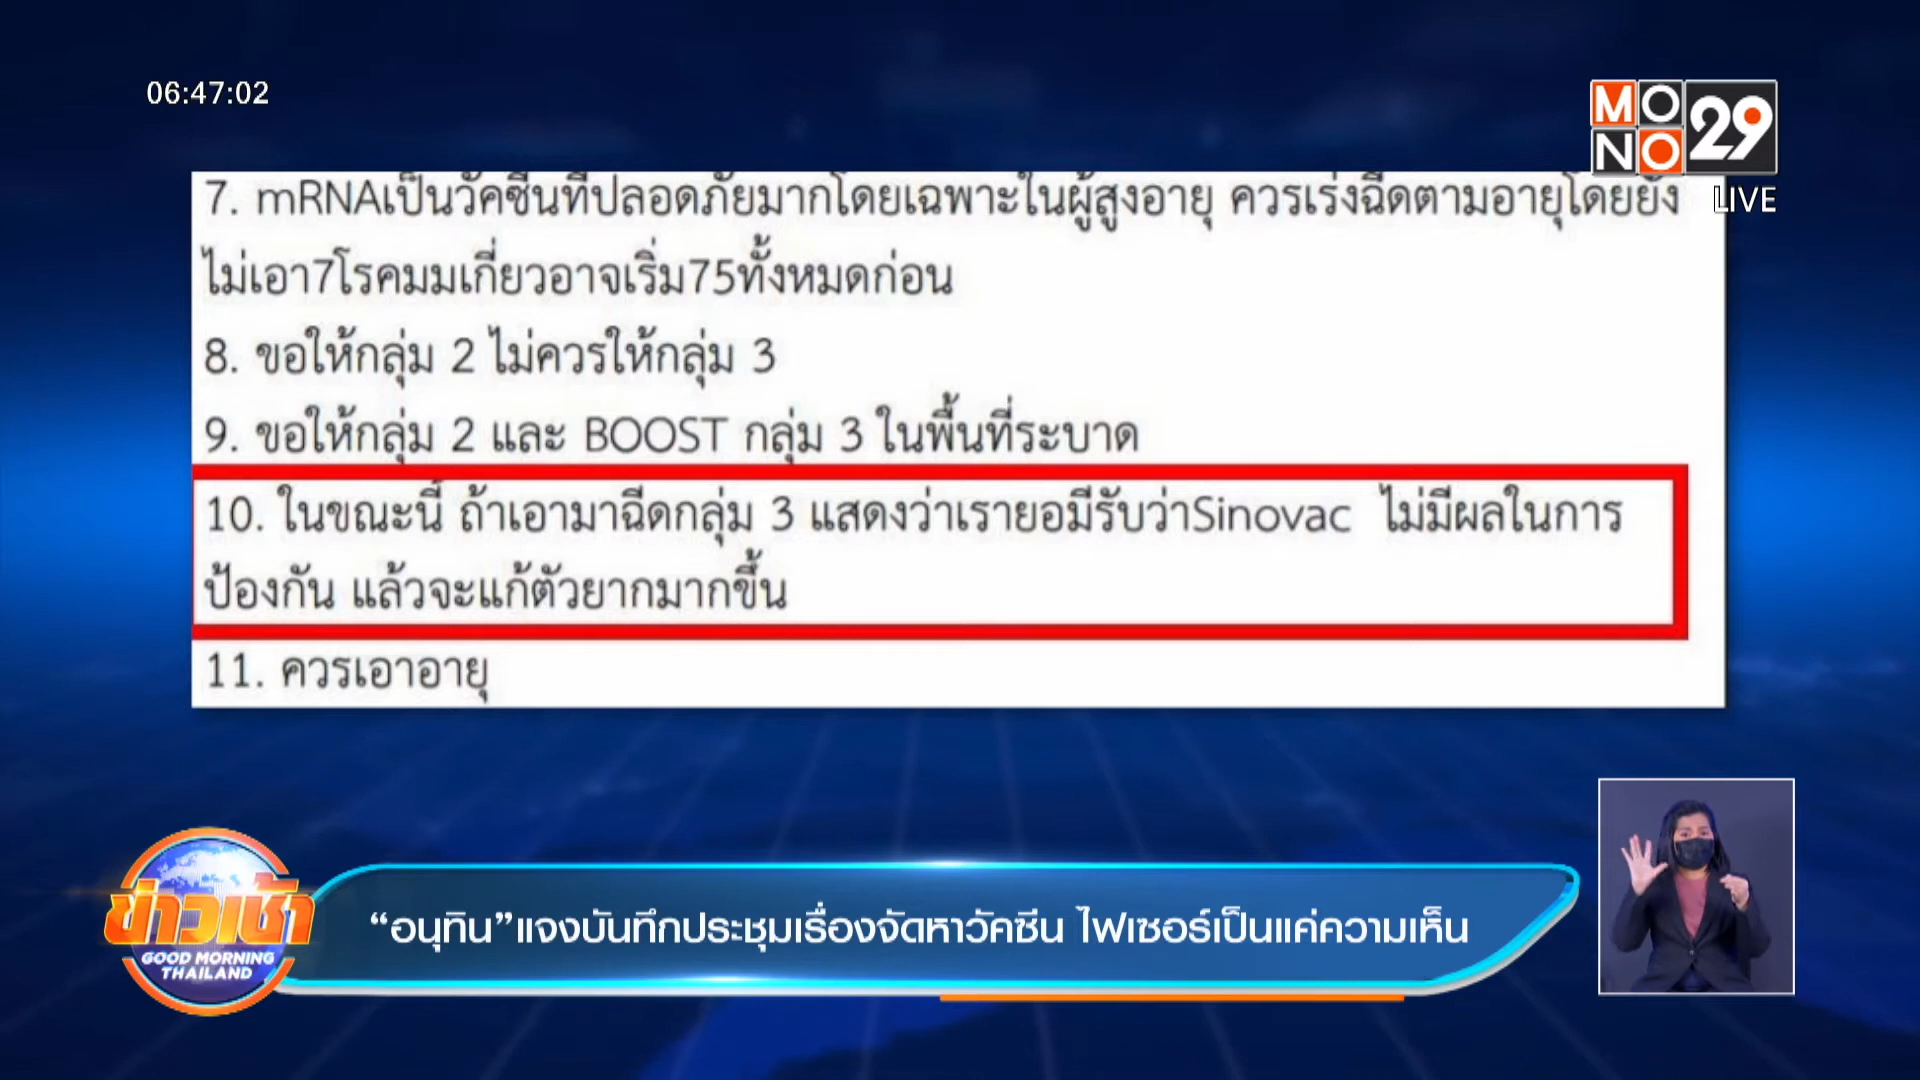 06:47:02
MONO 29
LIVE
7. mRNAเป็นวัคซีนที่ปลอดภัยมากโดยเฉพาะในผู้สูงอายุ ควรเร่งฉีดตามอายุโดยยัง
ไม่เอา7โรคมมเกี่ยวอาจเริ่ม75ทั้งหมดก่อน
8. ขอให้กลุ่ม 2 ไม่ควรให้กลุ่ม 3
9. ขอให้กลุ่ม 2 และ BOOST กลุ่ม 3 ในพื้นที่ระบาด
10. ในขณะนี้ ถ้าเอามาฉีดกลุ่ม 3 แสดงว่าเรายอมีรับว่าSinovac ไม่มีผลในการ
ป้องกัน แล้วจะแก้ตัวยากมากขึ้น
11. ควรเอาอายุ
ข่าวเช้า
GOOD MORNING
THAILAND
“อนุทิน”แจงบันทึกประชุมเรื่องจัดหาวัคซีน ไฟเซอร์เป็นแค่ความเห็น